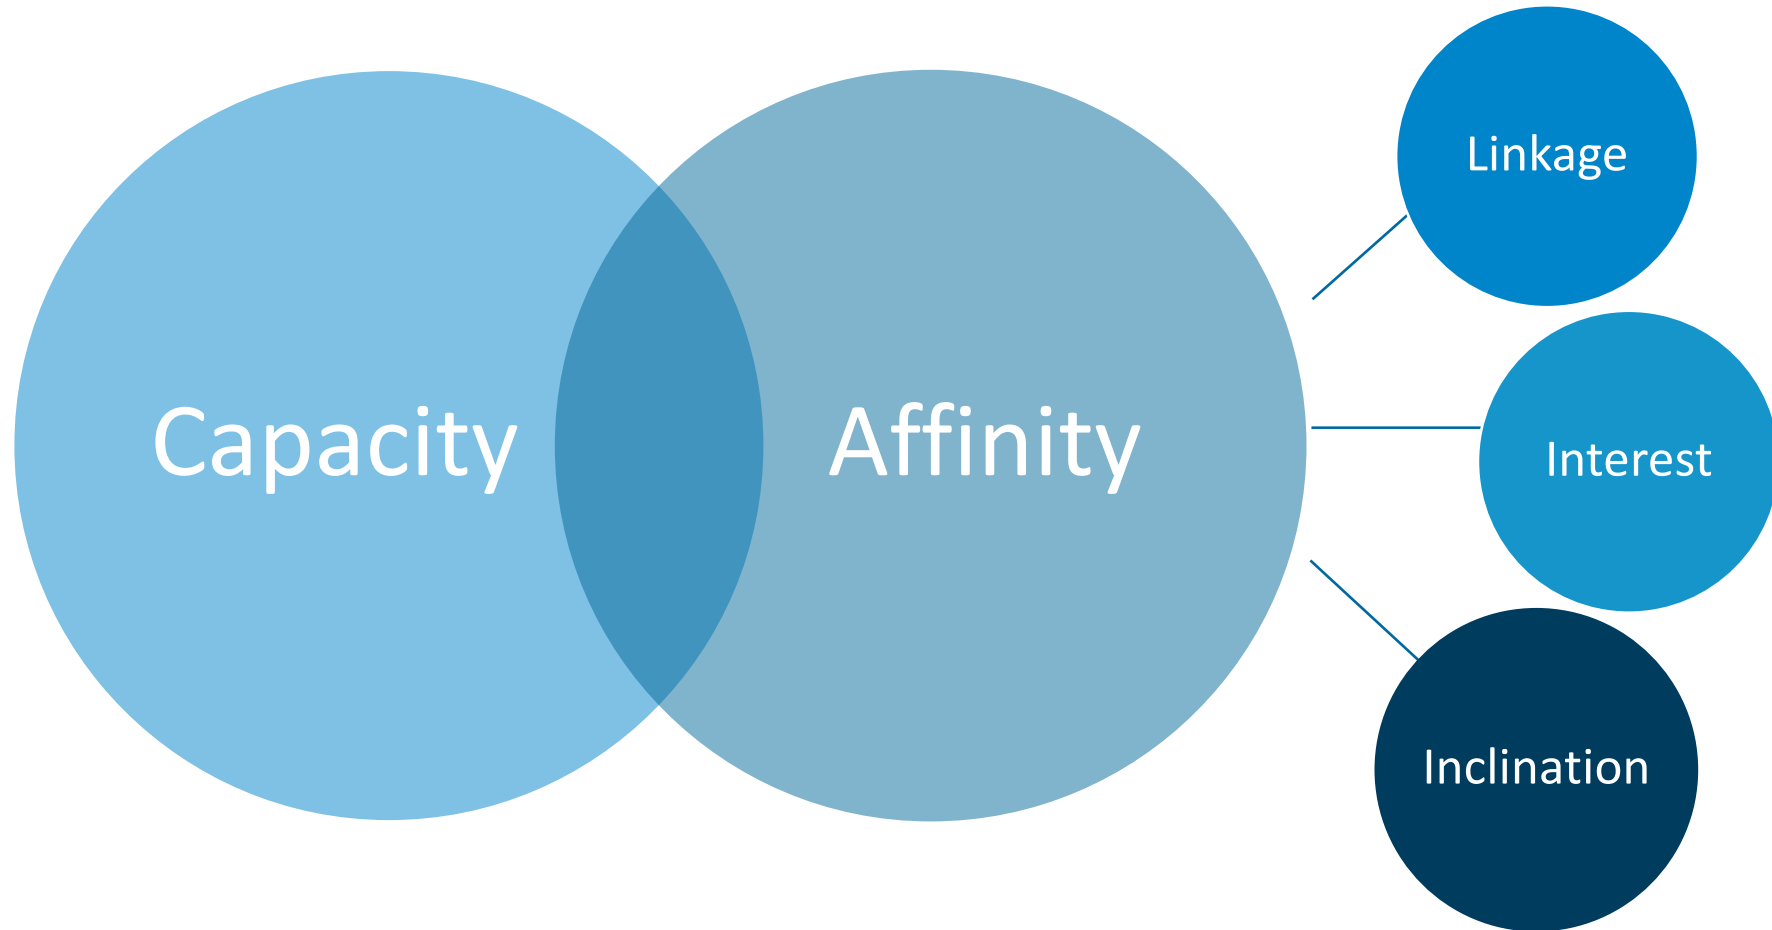 Capacity
Affinity
Linkage
Interest
Inclination